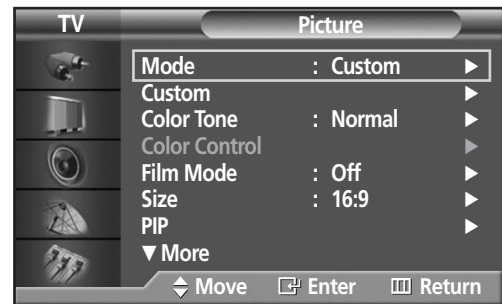 TV Picture
Mode : Custom ▶
Custom ▶
Color Tone : Normal ▶
Color Control ▶
Film Mode : Off ▶
Size : 16:9 ▶
PIP ▶
▼ More
Move Enter Return